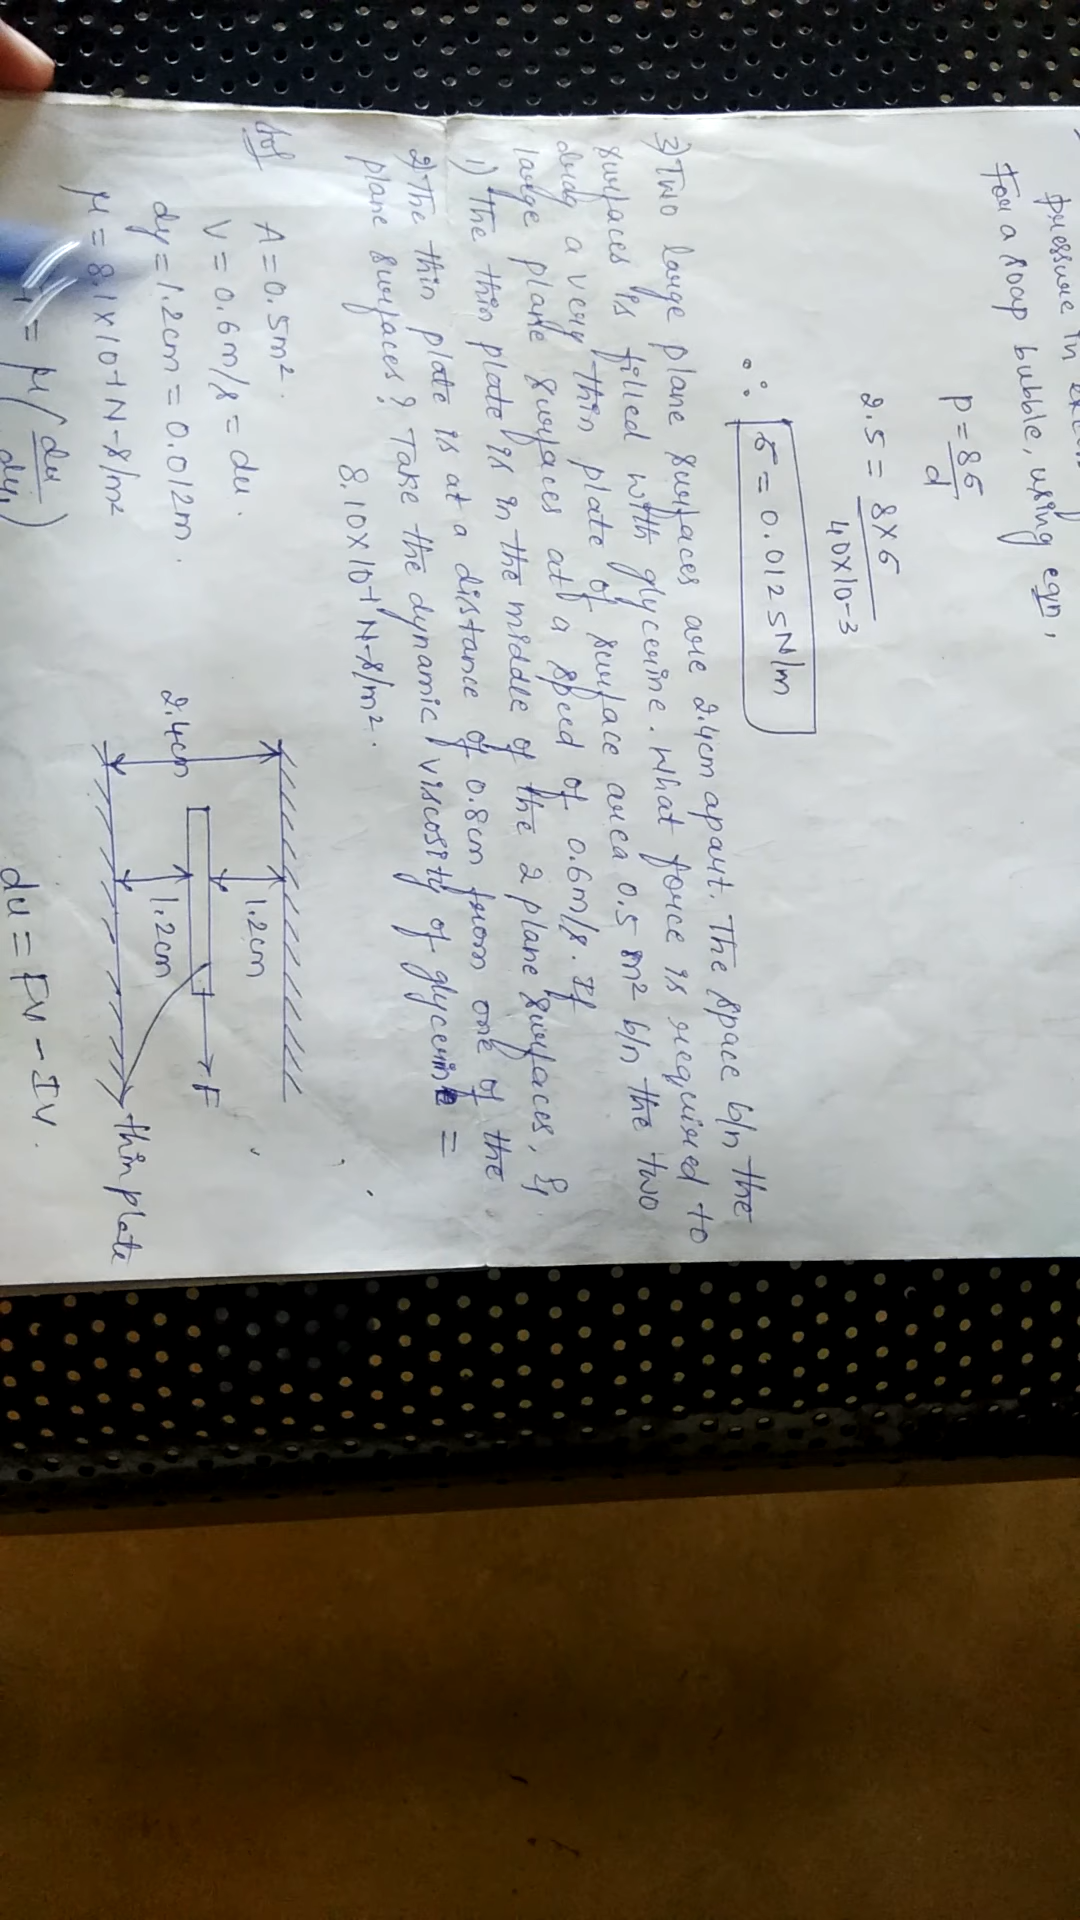 pressure in
for a soap bubble, using eqn,
P = 8σ
d
2.5 = 8×σ
40×10-3
∴ σ = 0.0125N/m
3) Two large plane surfaces are 2.4cm apart. The space b/n the
surfaces is filled with glycerine. What force is required to
drag a very thin plate of surface area 0.5 m² b/n the two
large plane surfaces at a speed of 0.6m/s. If
1) The thin plate is in the middle of the 2 plane surfaces, &
2) The thin plate is at a distance of 0.8cm from one of the
plane surfaces? Take the dynamic viscosity of glycerine =
8.10×10-1 N-s/m².
Sol
A = 0.5m².
V = 0.6m/s = du.
dy = 1.2cm = 0.012m.
μ = 8.1×10-1 N-s/m²
= μ (du
dy1)
2.4cm
1.2cm
1.2cm
F
thin plate
du = FV - IV.